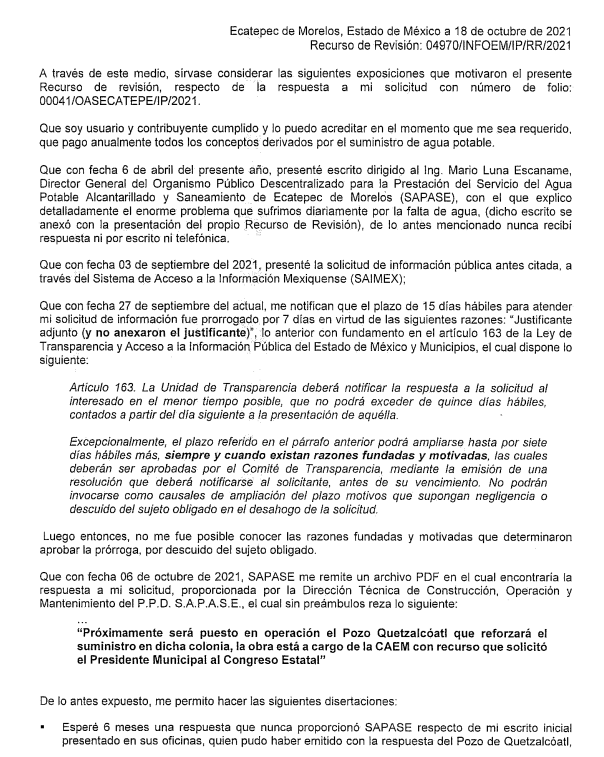 Ecatepec de Morelos, Estado de México a 18 de octubre de 2021
Recurso de Revisión: 04970/INFOEM/IP/RR/2021
A través de este medio, sírvase considerar las siguientes exposiciones que motivaron el presente
Recurso de revisión, respecto de la respuesta a mi solicitud con número de folio:
00041/OASECATEPE/IP/2021.
Que soy usuario y contribuyente cumplido y lo puedo acreditar en el momento que me sea requerido,
que pago anualmente todos los conceptos derivados por el suministro de agua potable.
Que con fecha 6 de abril del presente año, presenté escrito dirigido al Ing. Mario Luna Escaname,
Director General del Organismo Público Descentralizado para la Prestación del Servicio del Agua
Potable Alcantarillado y Saneamiento de Ecatepec de Morelos (SAPASE), con el que explico
detalladamente el enorme problema que sufrimos diariamente por la falta de agua, (dicho escrito se
anexó con la presentación del propio Recurso de Revisión), de lo antes mencionado nunca recibí
respuesta ni por escrito ni telefónica.
Que con fecha 03 de septiembre del 2021, presenté la solicitud de información pública antes citada, a
través del Sistema de Acceso a la Información Mexiquense (SAIMEX);
Que con fecha 27 de septiembre del actual, me notifican que el plazo de 15 días hábiles para atender
mi solicitud de información fue prorrogado por 7 días en virtud de las siguientes razones: "Justificante
adjunto (y no anexaron el justificante)", lo anterior con fundamento en el artículo 163 de la Ley de
Transparencia y Acceso a la Información Pública del Estado de México y Municipios, el cual dispone lo
siguiente:
Articulo 163. La Unidad de Transparencia deberá notificar la respuesta a la solicitud al
interesado en el menor tiempo posible, que no podrá exceder de quince días hábiles,
contados a partir del día siguiente a la presentación de aquélla.
Excepcionalmente, el plazo referido en el párrafo anterior podrá ampliarse hasta por siete
días hábiles más, siempre y cuando existan razones fundadas y motivadas, las cuales
deberán ser aprobadas por el Comité de Transparencia, mediante la emisión de una
resolución que deberá notificarse al solicitante, antes de su vencimiento. No podrán
invocarse como causales de ampliación del plazo motivos que supongan negligencia o
descuido del sujeto obligado en el desahogo de la solicitud.
Luego entonces, no me fue posible conocer las razones fundadas y motivadas que determinaron
aprobar la prórroga, por descuido del sujeto obligado.
Que con fecha 06 de octubre de 2021, SAPASE me remite un archivo PDF en el cual encontraría la
respuesta a mi solicitud, proporcionada por la Dirección Técnica de Construcción, Operación y
Mantenimiento del P.P.D. S.A.P.A.S.E., el cual sin preámbulos reza lo siguiente:
...
"Próximamente será puesto en operación el Pozo Quetzalcóatl que reforzará el
suministro en dicha colonia, la obra está a cargo de la CAEM con recurso que solicitó
el Presidente Municipal al Congreso Estatal"
De lo antes expuesto, me permito hacer las siguientes disertaciones:
▪ Esperé 6 meses una respuesta que nunca proporcionó SAPASE respecto de mi escrito inicial
presentado en sus oficinas, quien pudo haber emitido con la respuesta del Pozo de Quetzalcóatl,